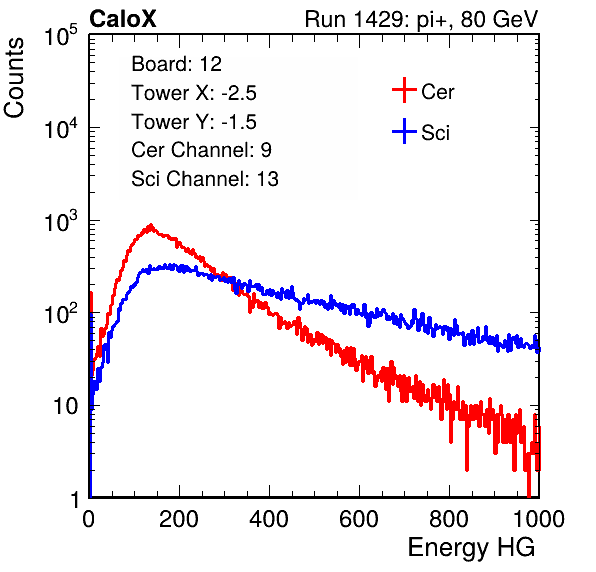 CaloX Run 1429: pi+, 80 GeV
Counts
10^5
10^4
10^3
10^2
10
1
Board: 12
Tower X: -2.5
Tower Y: -1.5
Cer Channel: 9
Sci Channel: 13
Cer
Sci
0 200 400 600 800 1000
Energy HG